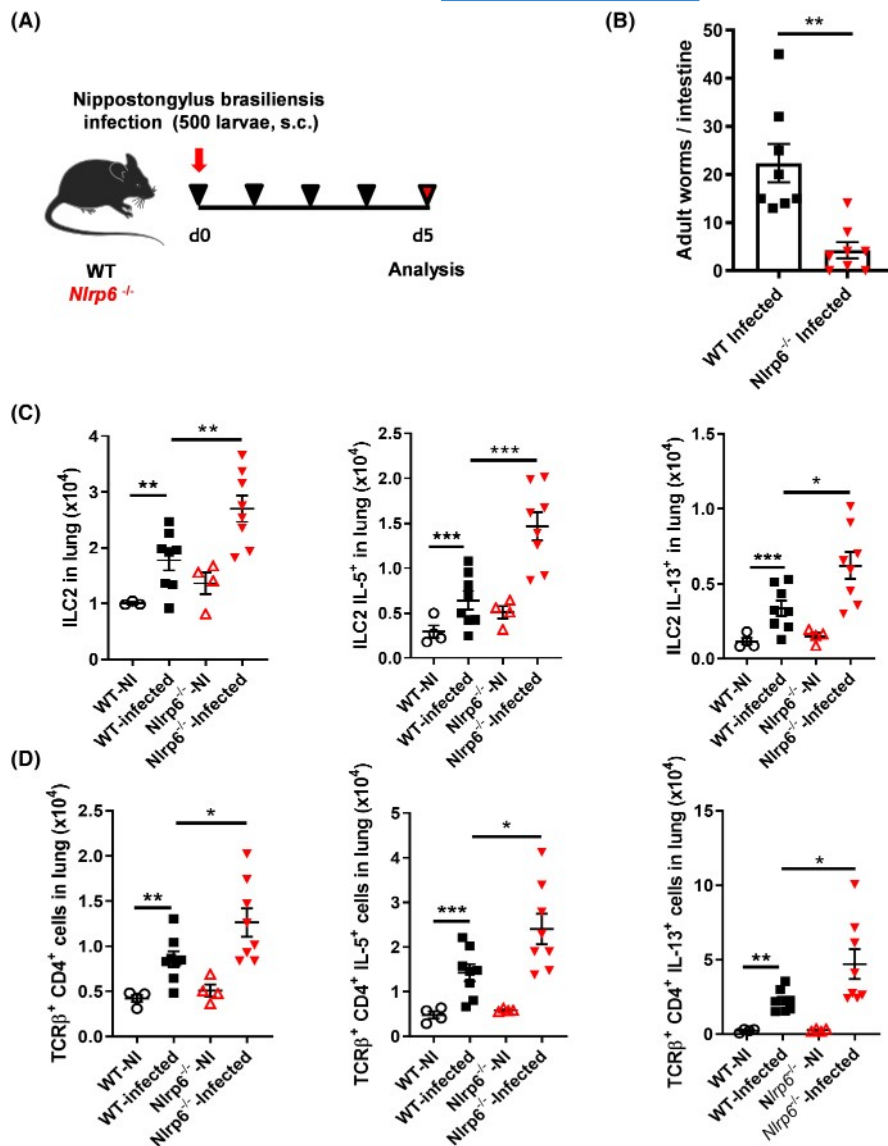 (A)
Nippostongylus brasiliensis
infection (500 larvae, s.c.)
d0
d5
WT
Nlrp6 -/-
Analysis
(B)
**
Adult worms / intestine
50
40
30
20
10
0
WT Infected
Nlrp6-/- Infected
(C)
ILC2 in lung (x10⁴)
4
3
2
1
0
**
**
WT-NI
WT-infected
Nlrp6-/--NI
Nlrp6-/--Infected
ILC2 IL-5⁺ in lung (x10⁴)
2.5
2.0
1.5
1.0
0.5
0.0
***
***
WT-NI
WT-infected
Nlrp6-/--NI
Nlrp6-/--Infected
ILC2 IL-13⁺ in lung (x10⁴)
1.5
1.0
0.5
0.0
***
*
WT-NI
WT-Infected
Nlrp6-/--NI
Nlrp6-/--Infected
(D)
TCRβ⁺ CD4⁺ cells in lung (x10⁴)
2.5
2.0
1.5
1.0
0.5
0.0
**
*
WT-NI
WT-infected
Nlrp6-/--NI
Nlrp6-/--Infected
TCRβ⁺ CD4⁺ IL-5⁺ cells in lung (x10⁴)
5
4
3
2
1
0
***
*
WT-NI
WT-infected
Nlrp6-/--NI
Nlrp6-/--Infected
TCRβ⁺ CD4⁺ IL-13⁺ cells in lung (x10⁴)
15
10
5
0
**
*
WT-NI
WT-Infected
Nlrp6-/--NI
Nlrp6-/--Infected